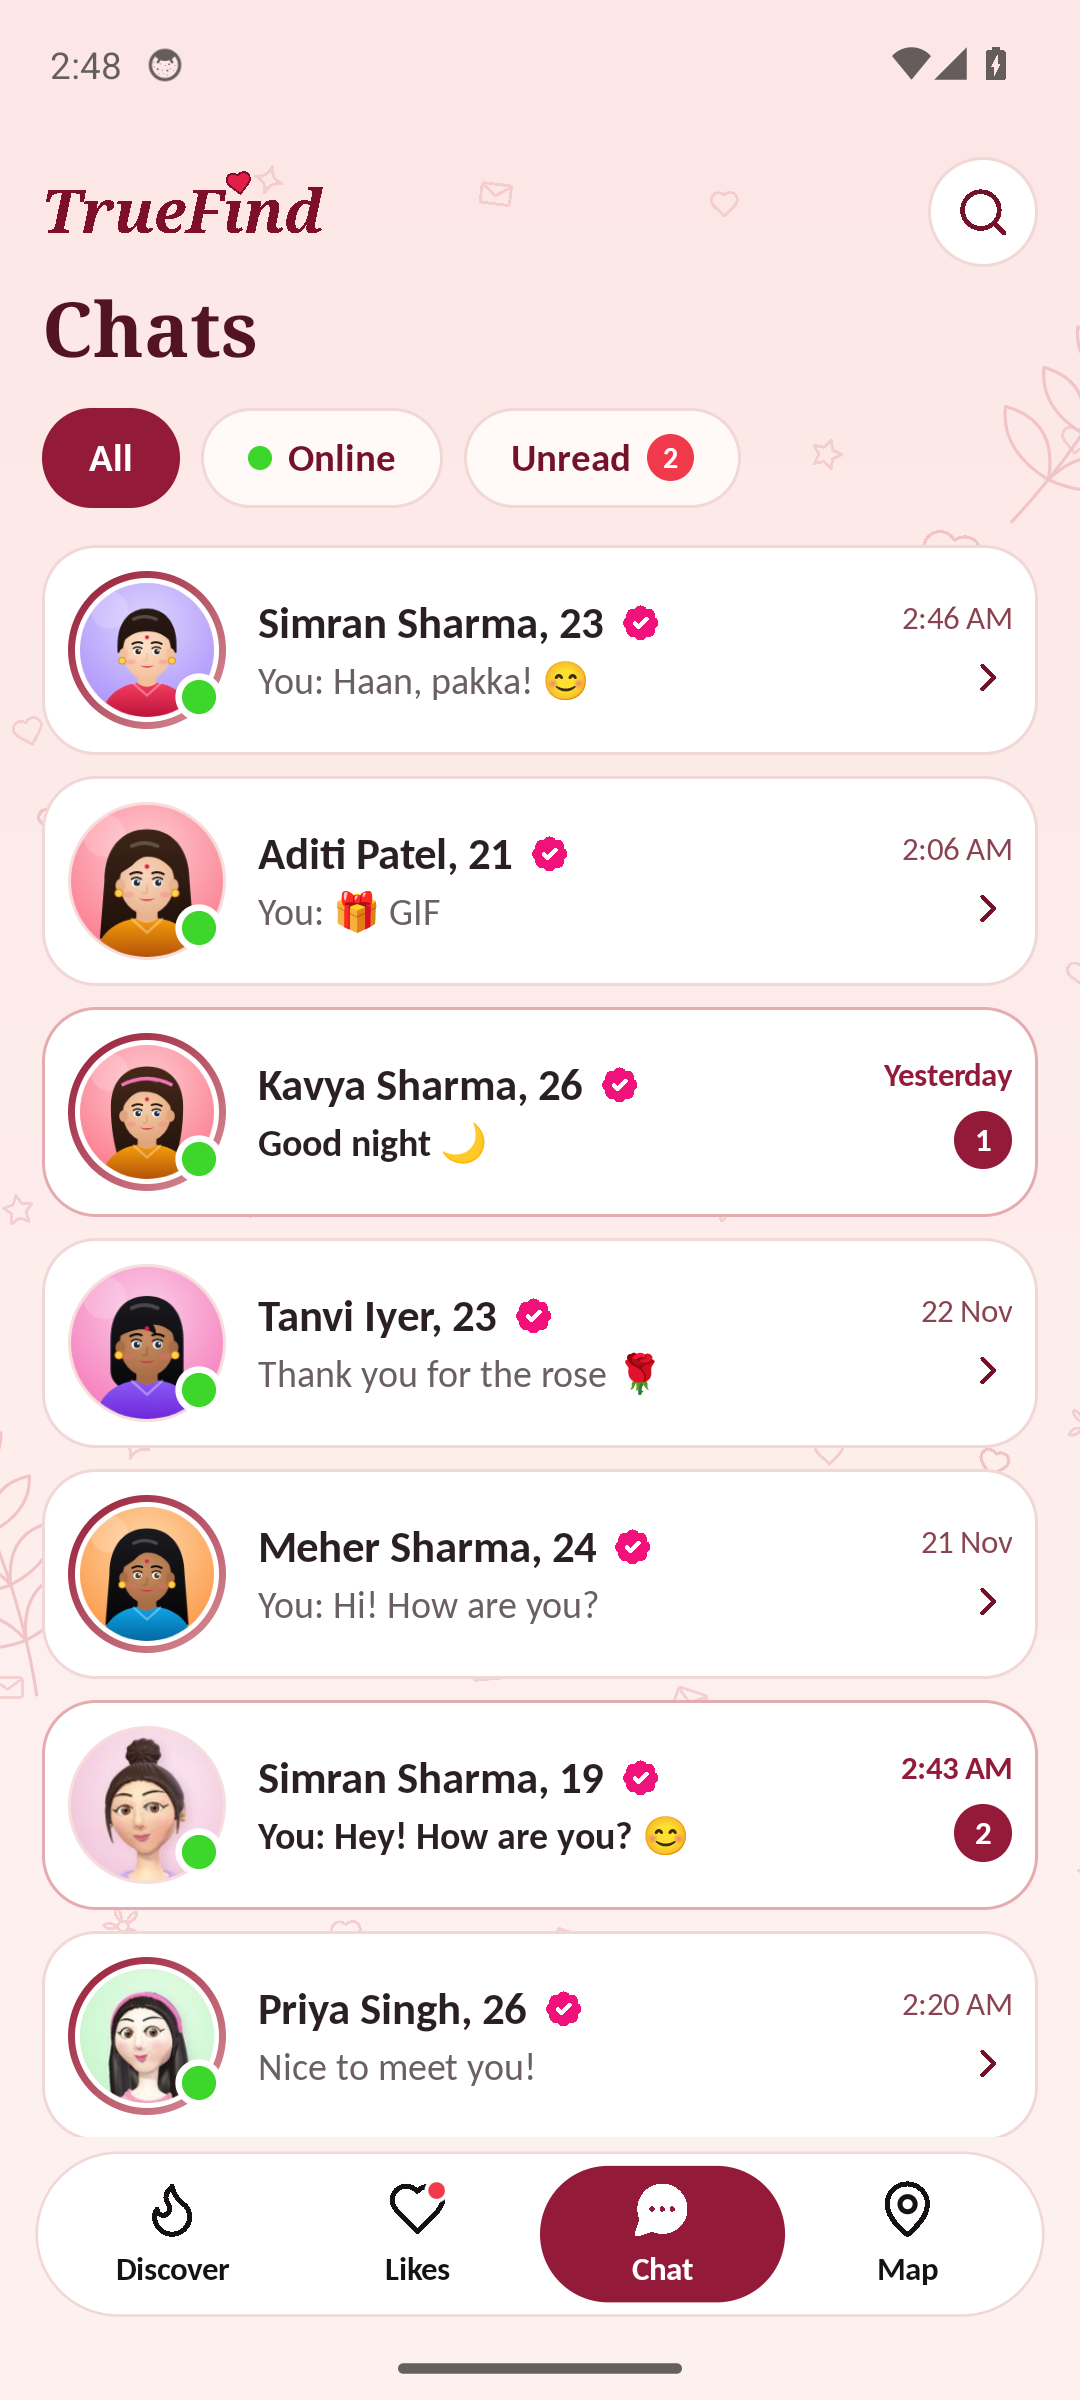 2:48
TrueFind
Chats
All
Online
Unread 2
Simran Sharma, 23
2:46 AM
You: Haan, pakka! 😊
Aditi Patel, 21
2:06 AM
You: 🎁 GIF
Kavya Sharma, 26
Yesterday
Good night 🌙
1
Tanvi Iyer, 23
22 Nov
Thank you for the rose 🌹
Meher Sharma, 24
21 Nov
You: Hi! How are you?
Simran Sharma, 19
2:43 AM
You: Hey! How are you? 😊
2
Priya Singh, 26
2:20 AM
Nice to meet you!
Discover
Likes
Chat
Map